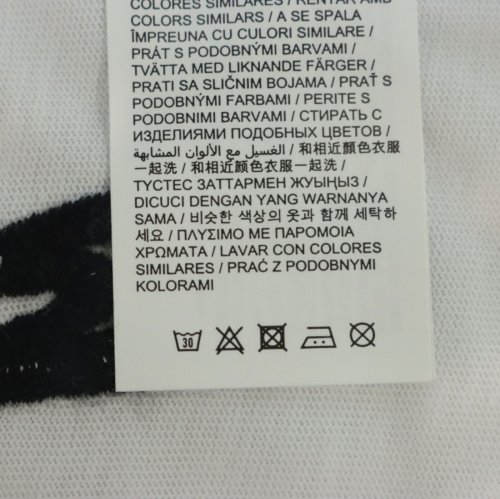 COLORES SIMILARES / RENTAR AMB
COLORS SIMILARS / A SE SPALA
ÎMPREUNA CU CULORI SIMILARE /
PRÁT S PODOBNÝMI BARVAMI /
TVÄTTA MED LIKNANDE FÄRGER /
PRATI SA SLIČNIM BOJAMA / PRAŤ S
PODOBNÝMI FARBAMI / PERITE S
PODOBNIMI BARVAMI / СТИРАТЬ С
ИЗДЕЛИЯМИ ПОДОБНЫХ ЦВЕТОВ /
الغسيل مع الألوان المشابهة / 和相近顏色衣服
一起洗 / 和相近颜色衣服一起洗 /
ТҮСТЕС ЗАТТАРМЕН ЖУЫҢЫЗ /
DICUCI DENGAN YANG WARNANYA
SAMA / 비슷한 색상의 옷과 함께 세탁하
세요 / ΠΛΥΣΙΜΟ ΜΕ ΠΑΡΟΜΟΙΑ
ΧΡΩΜΑΤΑ / LAVAR CON COLORES
SIMILARES / PRAĆ Z PODOBNYMI
KOLORAMI
30